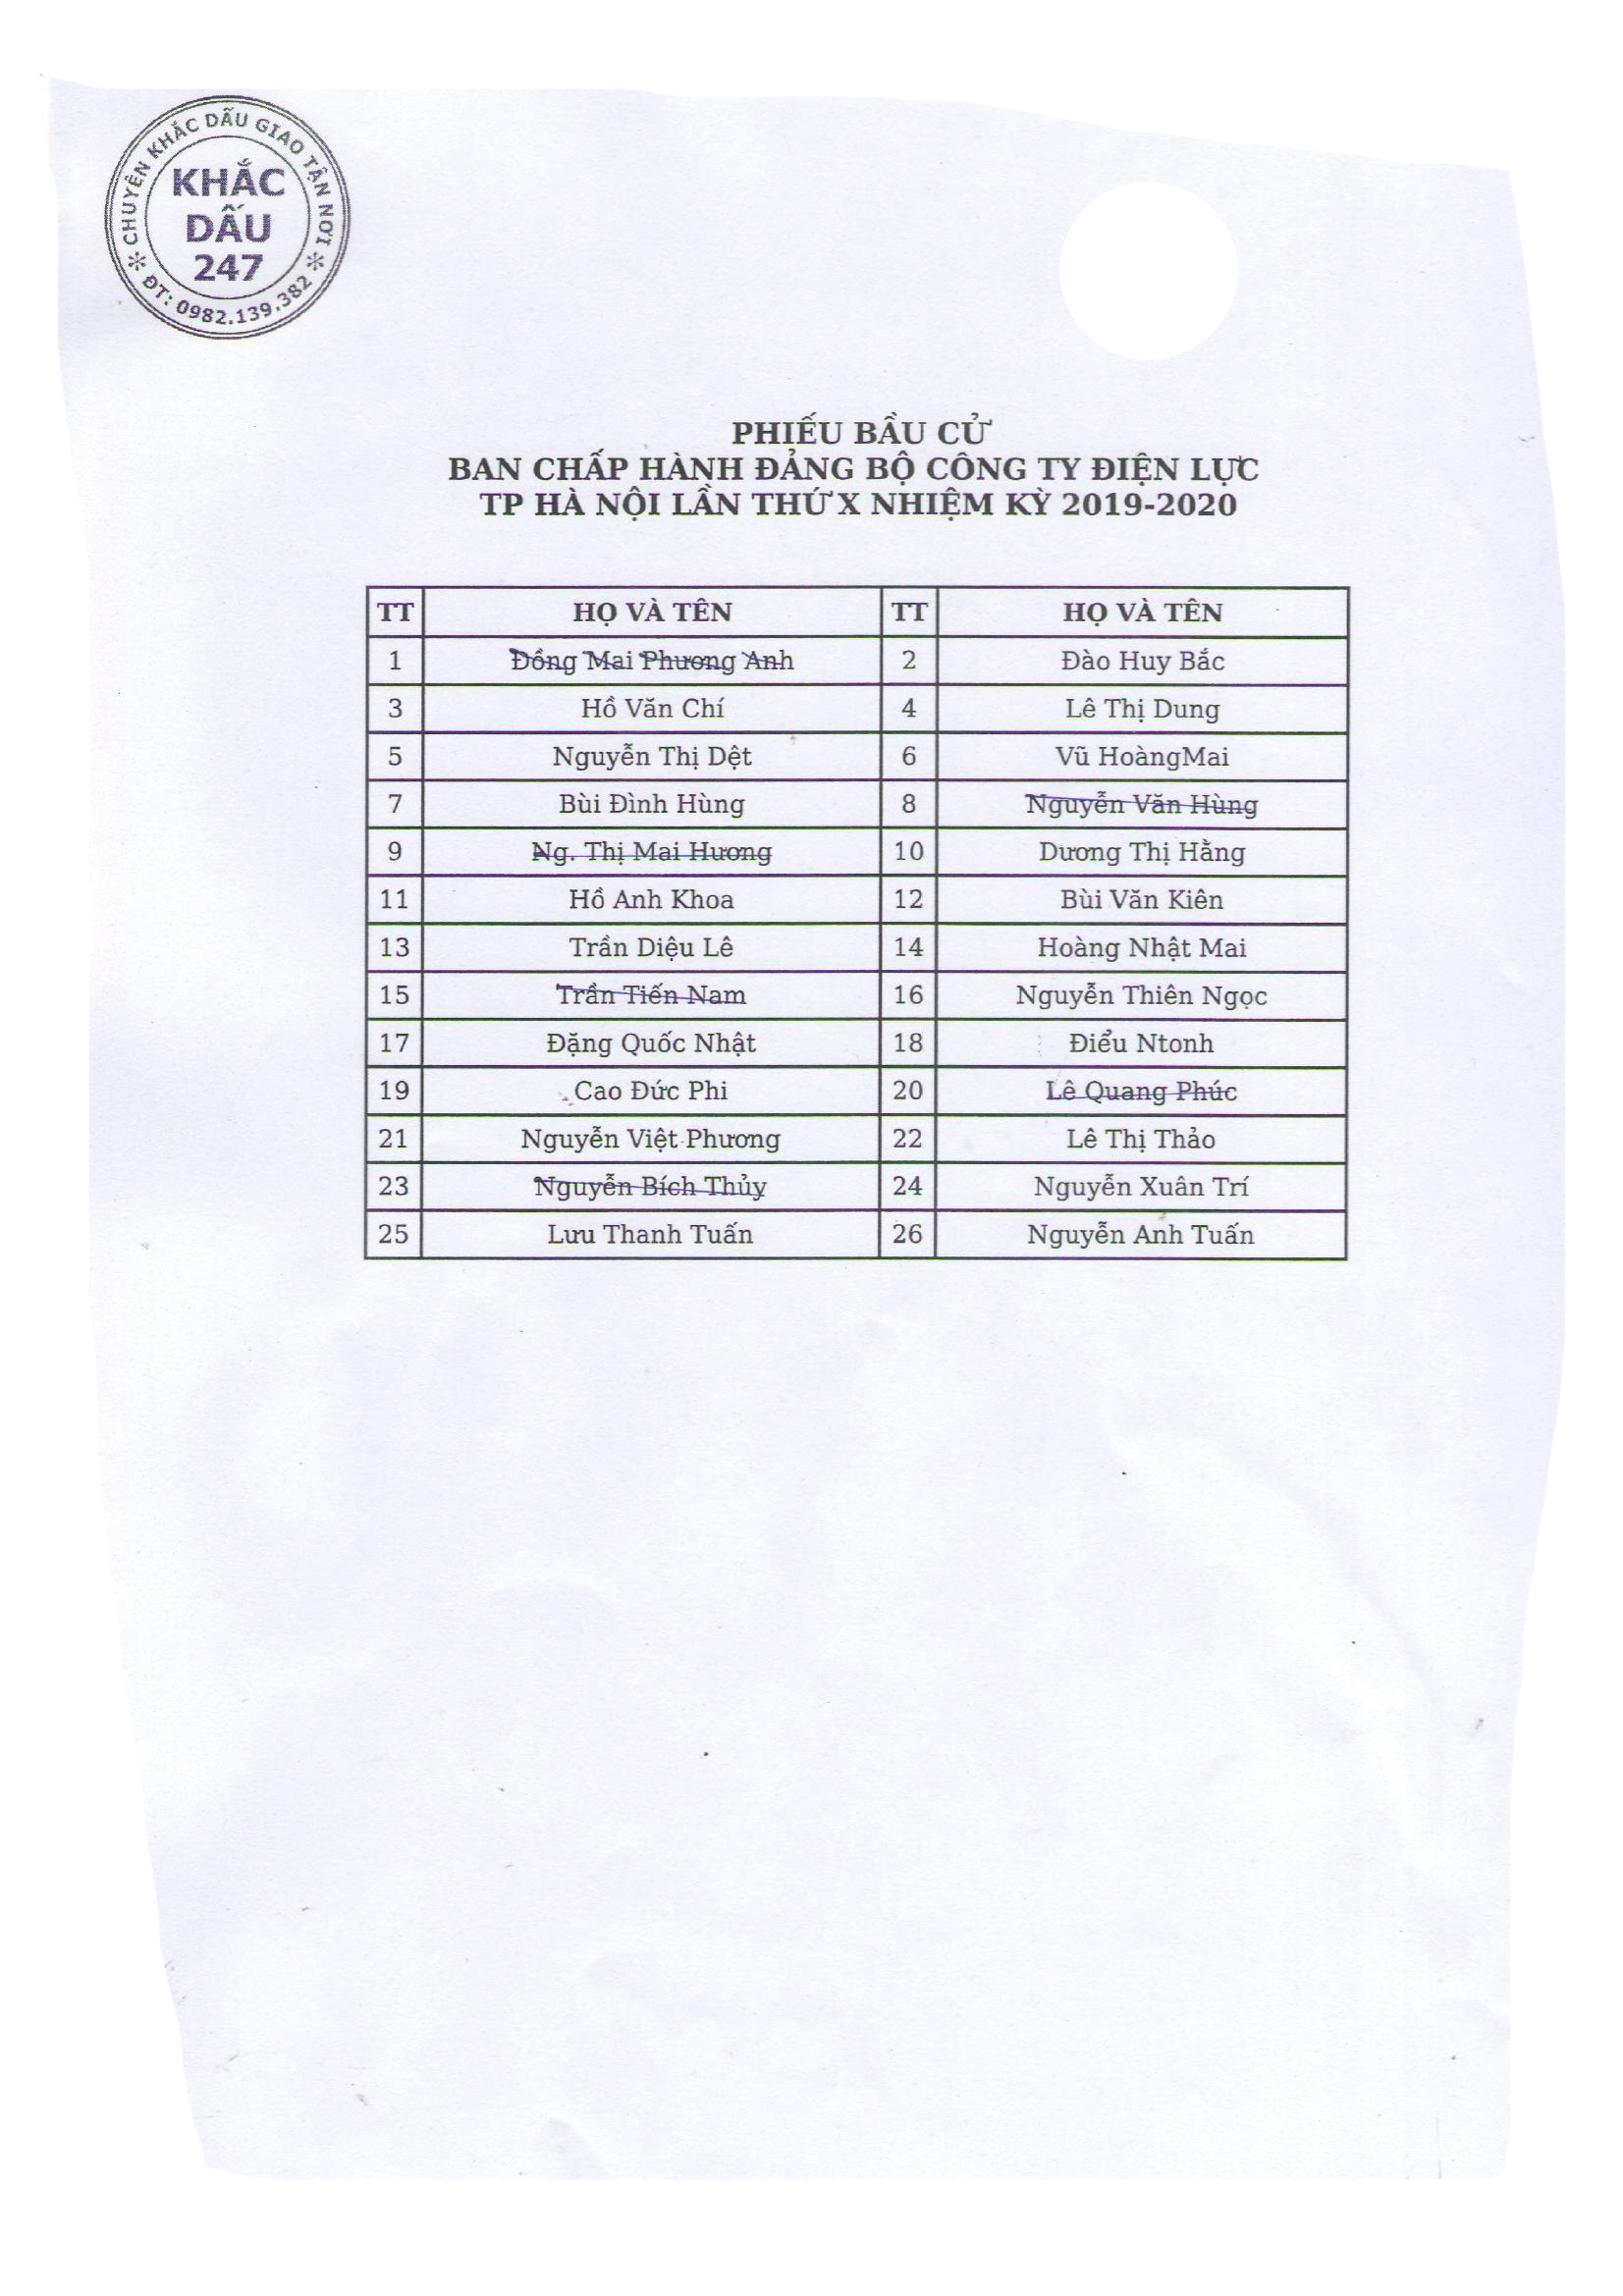 CHUYÊN KHẮC DẤU GIAO TẬN NƠI
KHẮC
DẤU
247
ĐT: 0982.139.382
PHIẾU BẦU CỬ
BAN CHẤP HÀNH ĐẢNG BỘ CÔNG TY ĐIỆN LỰC
TP HÀ NỘI LẦN THỨ X NHIỆM KỲ 2019-2020
TT HỌ VÀ TÊN TT HỌ VÀ TÊN
1 Đồng Mai Phương Anh 2 Đào Huy Bắc
3 Hồ Văn Chí 4 Lê Thị Dung
5 Nguyễn Thị Dệt 6 Vũ HoàngMai
7 Bùi Đình Hùng 8 Nguyễn Văn Hùng
9 Ng. Thị Mai Hương 10 Dương Thị Hằng
11 Hồ Anh Khoa 12 Bùi Văn Kiên
13 Trần Diệu Lê 14 Hoàng Nhật Mai
15 Trần Tiến Nam 16 Nguyễn Thiên Ngọc
17 Đặng Quốc Nhật 18 Điểu Ntonh
19 Cao Đức Phi 20 Lê Quang Phúc
21 Nguyễn Việt Phương 22 Lê Thị Thảo
23 Nguyễn Bích Thủy 24 Nguyễn Xuân Trí
25 Lưu Thanh Tuấn 26 Nguyễn Anh Tuấn